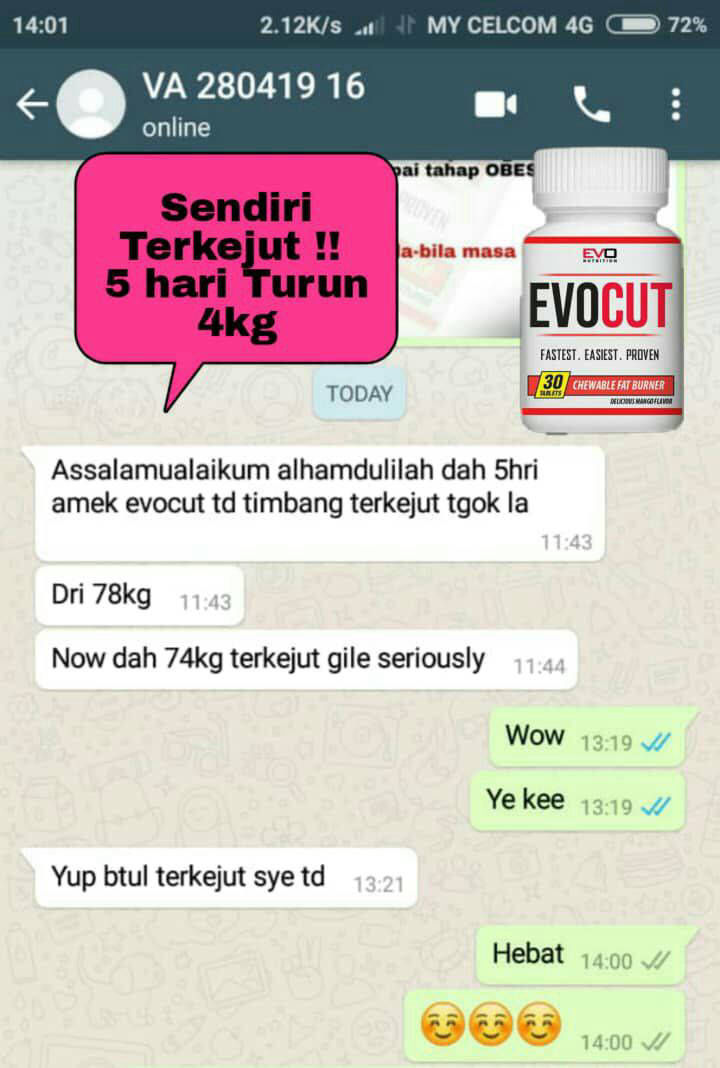 14:01 2.12K/s MY CELCOM 4G 72%
VA 280419 16
online
pai tahap OBES
la-bila masa
Sendiri
Terkejut !!
5 hari Turun
4kg
EVO
NUTRITION
EVOCUT
FASTEST. EASIEST. PROVEN
30
TABLETS
CHEWABLE FAT BURNER
DELICIOUS MANGO FLAVOR
TODAY
Assalamualaikum alhamdulilah dah 5hri
amek evocut td timbang terkejut tgok la
11:43
Dri 78kg 11:43
Now dah 74kg terkejut gile seriously 11:44
Wow 13:19
Ye kee 13:19
Yup btul terkejut sye td 13:21
Hebat 14:00
☺️☺️☺️ 14:00